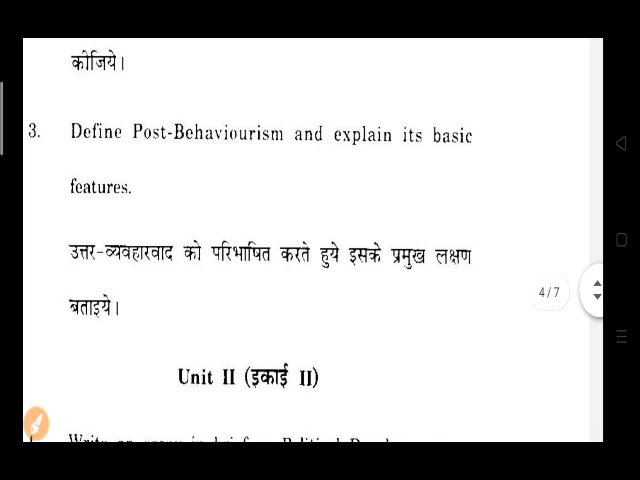 कीजिये।
3. Define Post-Behaviourism and explain its basic
features.
उत्तर-व्यवहारवाद को परिभाषित करते हुये इसके प्रमुख लक्षण
बताइये।
4/7
Unit II (इकाई II)